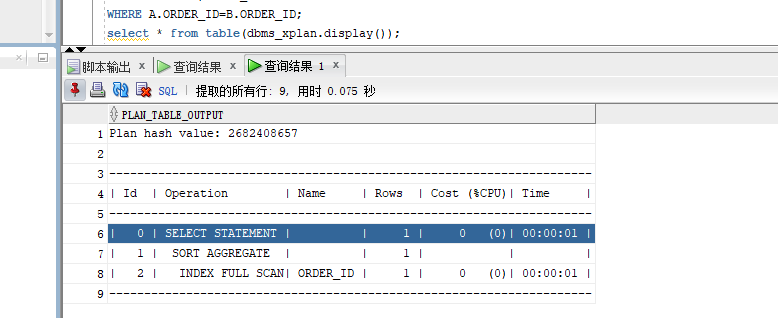 WHERE A.ORDER_ID=B.ORDER_ID;
select * from table(dbms_xplan.display());
脚本输出 × 查询结果 × 查询结果 1 ×
SQL | 提取的所有行: 9, 用时 0.075 秒
PLAN_TABLE_OUTPUT
1 Plan hash value: 2682408657
2
3 ---------------------------------------------------------------------
4 | Id | Operation | Name | Rows | Cost (%CPU)| Time |
5 ---------------------------------------------------------------------
6 | 0 | SELECT STATEMENT | | 1 | 0 (0)| 00:00:01 |
7 | 1 | SORT AGGREGATE | | 1 | | |
8 | 2 | INDEX FULL SCAN| ORDER_ID | 1 | 0 (0)| 00:00:01 |
9 ---------------------------------------------------------------------